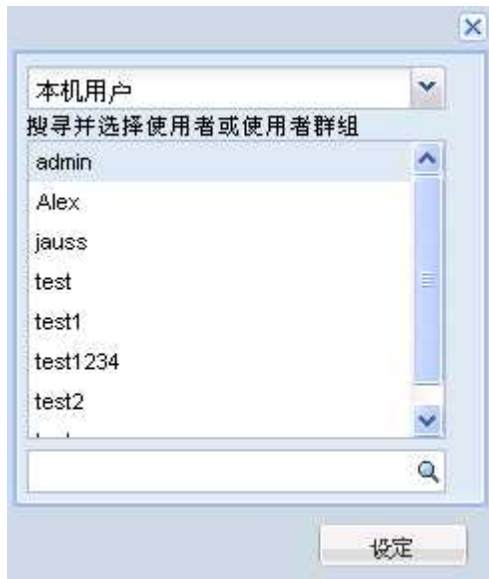 本机用户
搜寻并选择使用者或使用者群组
admin
Alex
jauss
test
test1
test1234
test2
设定